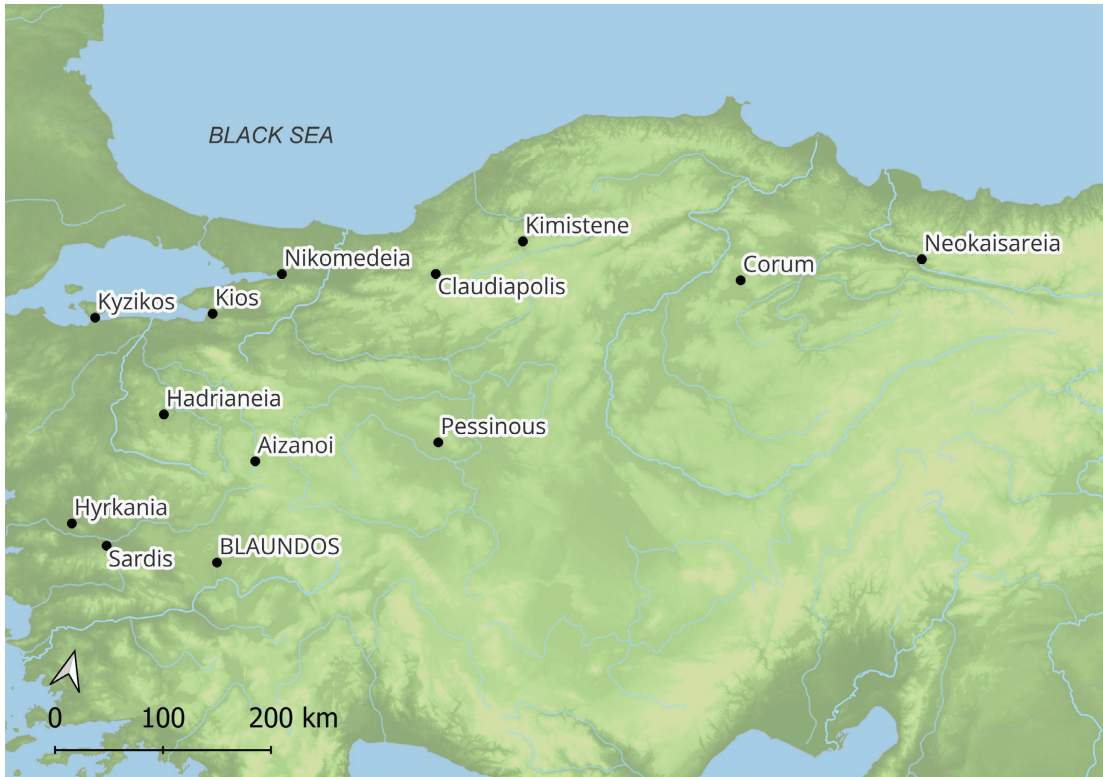 BLACK SEA
Kimistene
Neokaisareia
Nikomedeia
Corum
Claudiapolis
Kyzikos
Kios
Hadrianeia
Pessinous
Aizanoi
Hyrkania
BLAUNDOS
Sardis
0 100 200 km